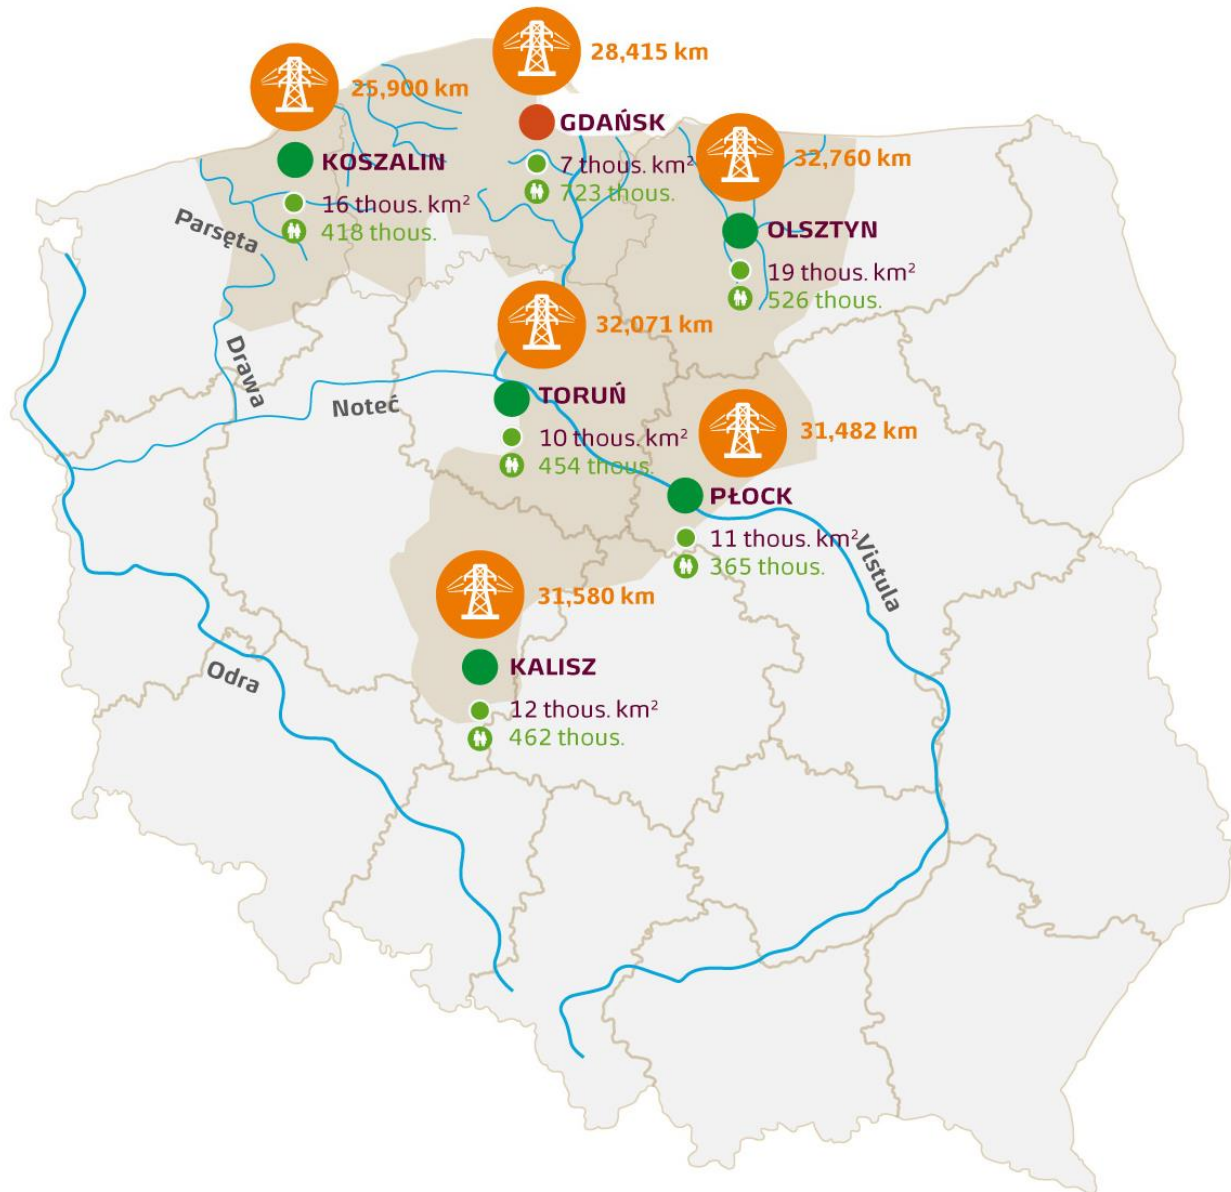 28,415 km
25,900 km
GDAŃSK
7 thous. km²
723 thous.
KOSZALIN
16 thous. km²
418 thous.
32,760 km
OLSZTYN
19 thous. km²
526 thous.
Parsęta
32,071 km
TORUŃ
10 thous. km²
454 thous.
Drawa
Noteć
31,482 km
PŁOCK
11 thous. km²
365 thous.
Vistula
31,580 km
KALISZ
12 thous. km²
462 thous.
Odra